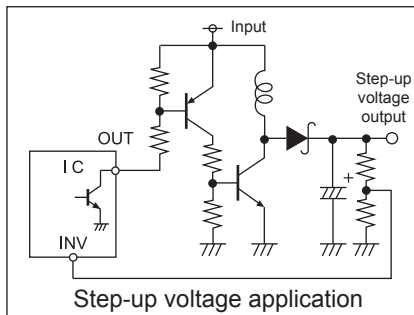 Input
Step-up
voltage
output
OUT
IC
+
INV
Step-up voltage application